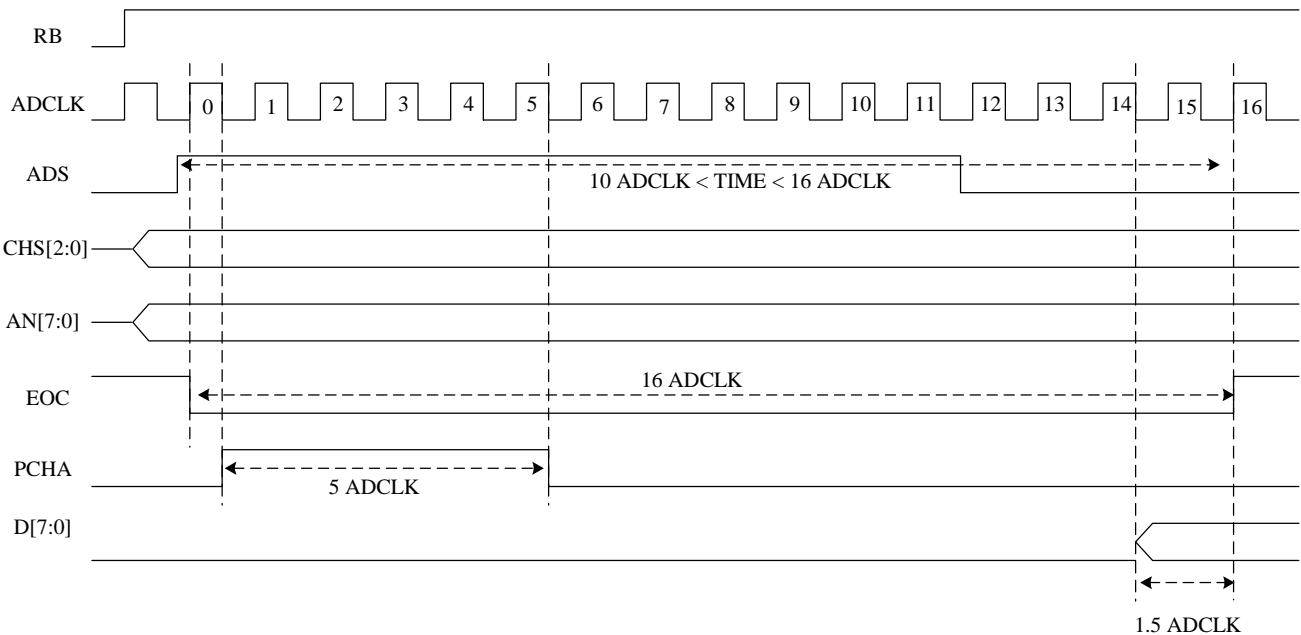 RB
ADCLK
0 1 2 3 4 5 6 7 8 9 10 11 12 13 14 15 16
ADS
10 ADCLK < TIME < 16 ADCLK
CHS[2:0]
AN[7:0]
EOC
16 ADCLK
PCHA
5 ADCLK
D[7:0]
1.5 ADCLK